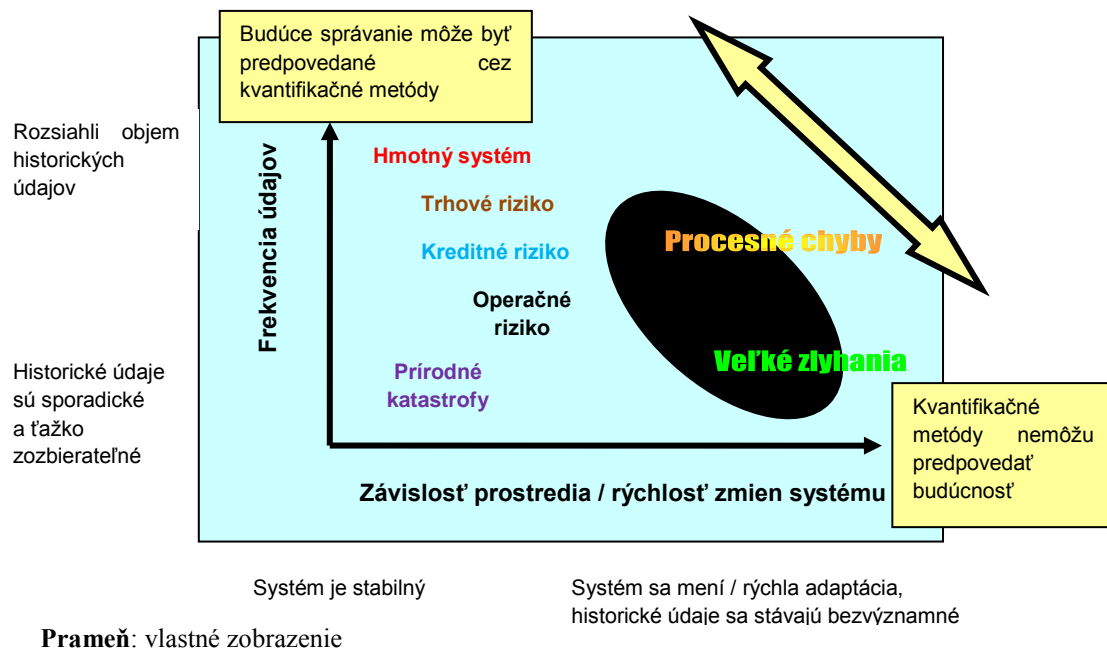 Budúce správanie môže byť
predpovedané cez
kvantifikačné metódy
Rozsiahli objem
historických
údajov
Frekvencia údajov
Hmotný systém
Trhové riziko
Kreditné riziko
Operačné
riziko
Prírodné
katastrofy
Procesné chyby
Veľké zlyhania
Historické údaje
sú sporadické
a ťažko
zozbierateľné
Kvantifikačné
metódy nemôžu
predpovedať
budúcnosť
Závislosť prostredia / rýchlosť zmien systému
Systém je stabilný
Systém sa mení / rýchla adaptácia,
historické údaje sa stávajú bezvýznamné
Prameň: vlastné zobrazenie